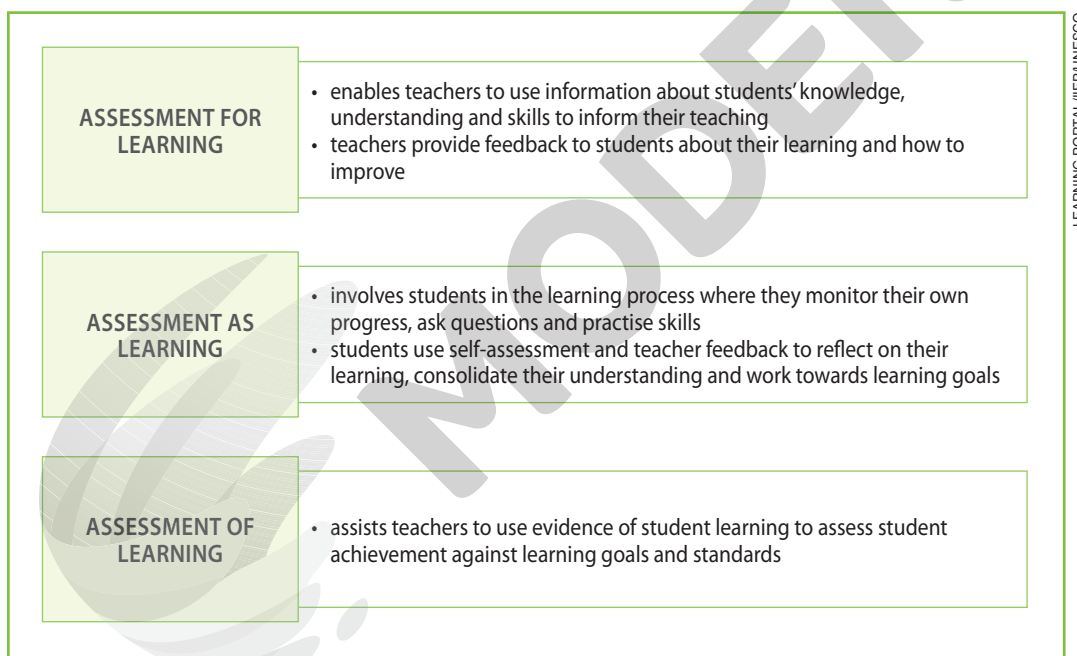 ASSESSMENT FOR
LEARNING
• enables teachers to use information about students' knowledge,
understanding and skills to inform their teaching
• teachers provide feedback to students about their learning and how to
improve
ASSESSMENT AS
LEARNING
• involves students in the learning process where they monitor their own
progress, ask questions and practise skills
• students use self-assessment and teacher feedback to reflect on their
learning, consolidate their understanding and work towards learning goals
ASSESSMENT OF
LEARNING
• assists teachers to use evidence of student learning to assess student
achievement against learning goals and standards
LEARNING PORTAL/IIEP/UNESCO